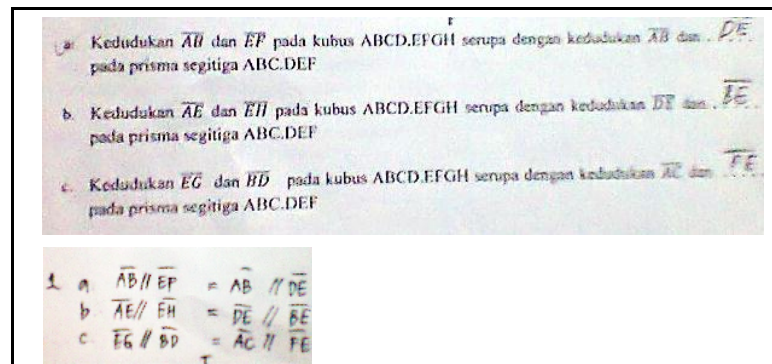 a. Kedudukan AB dan EF pada kubus ABCD.EFGH serupa dengan kedudukan AB dan . DE
pada prisma segitiga ABC.DEF
b. Kedudukan AE dan EH pada kubus ABCD.EFGH serupa dengan kedudukan DE dan . BE
pada prisma segitiga ABC.DEF
c. Kedudukan EG dan BD pada kubus ABCD.EFGH serupa dengan kedudukan AC dan FE
pada prisma segitiga ABC.DEF
1 a AB // EF = AB // DE
b. AE // EH = DE // BE
c EG // BD = AC // FE